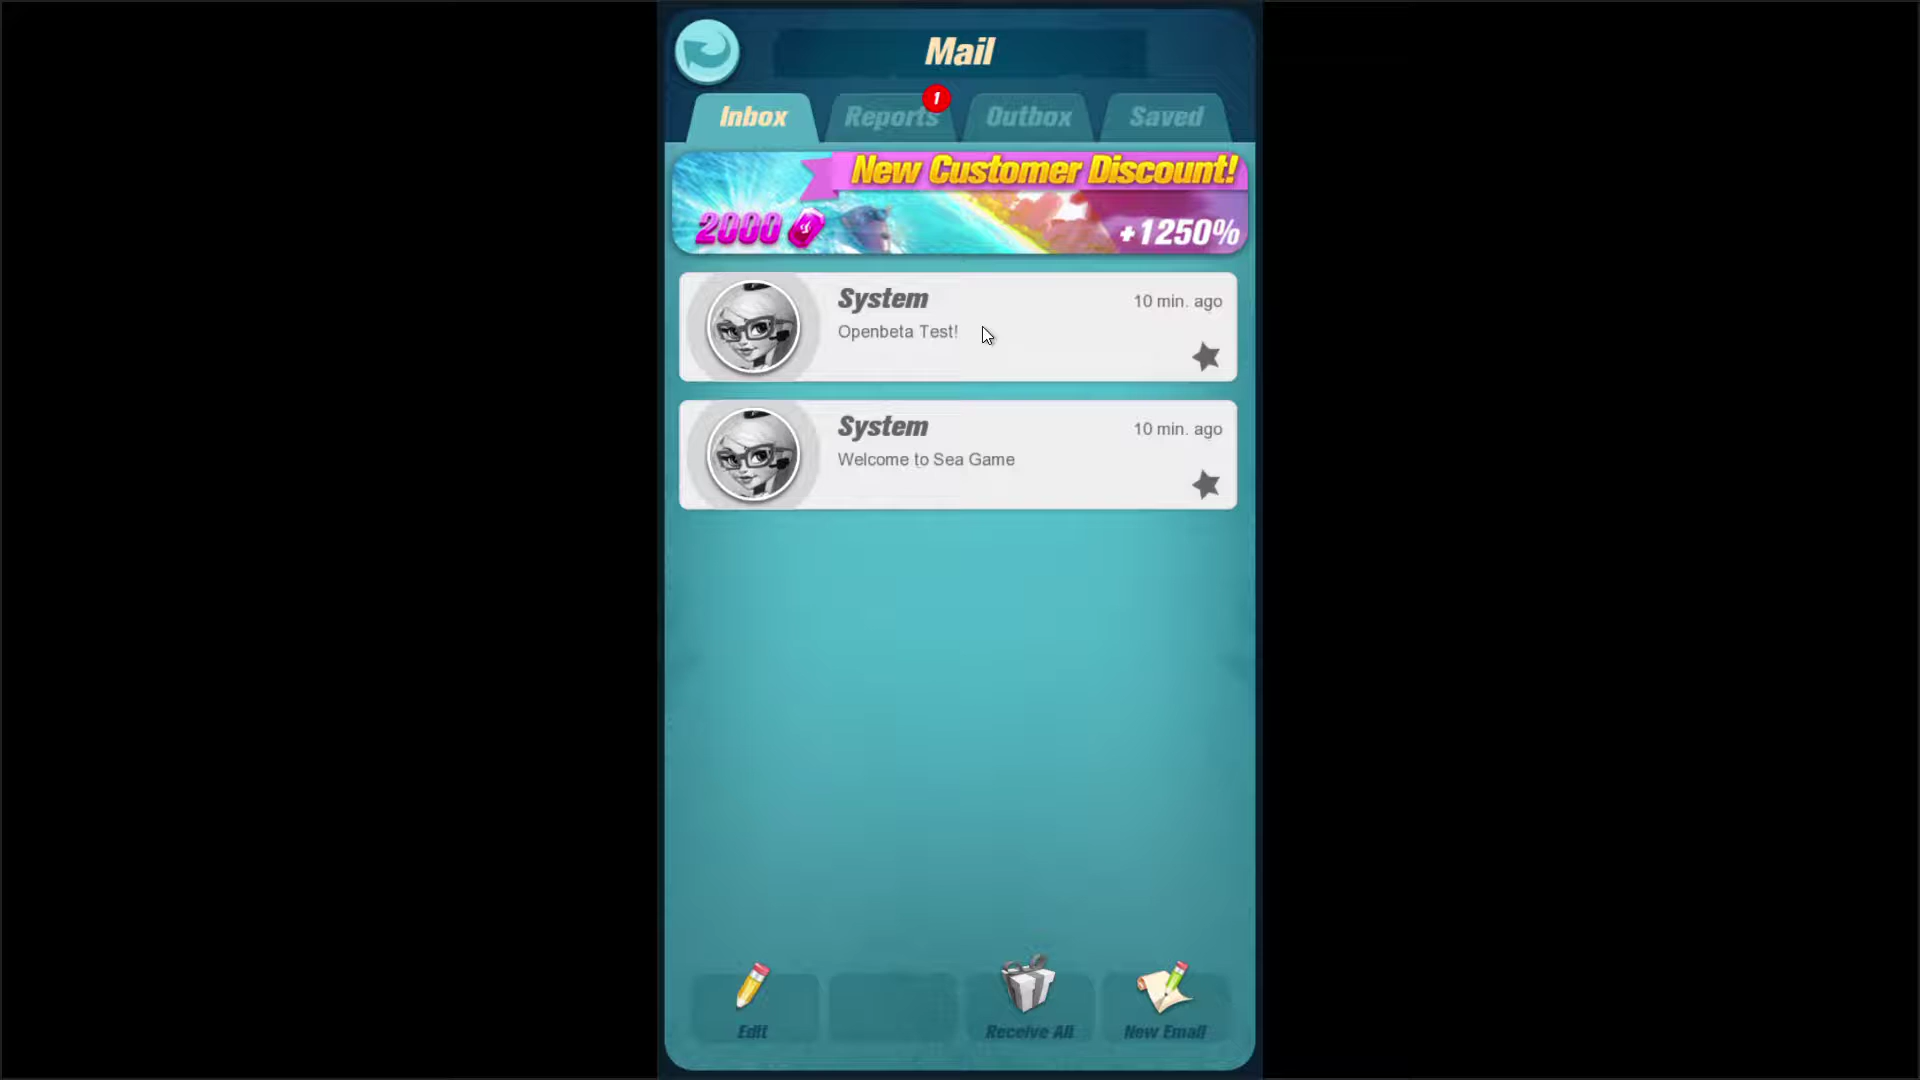 Mail
Inbox
Reports
1
Outbox
Saved
New Customer Discount!
2000
+1250%
System
10 min. ago
Openbeta Test!
System
10 min. ago
Welcome to Sea Game
Edit
Receive All
New Email